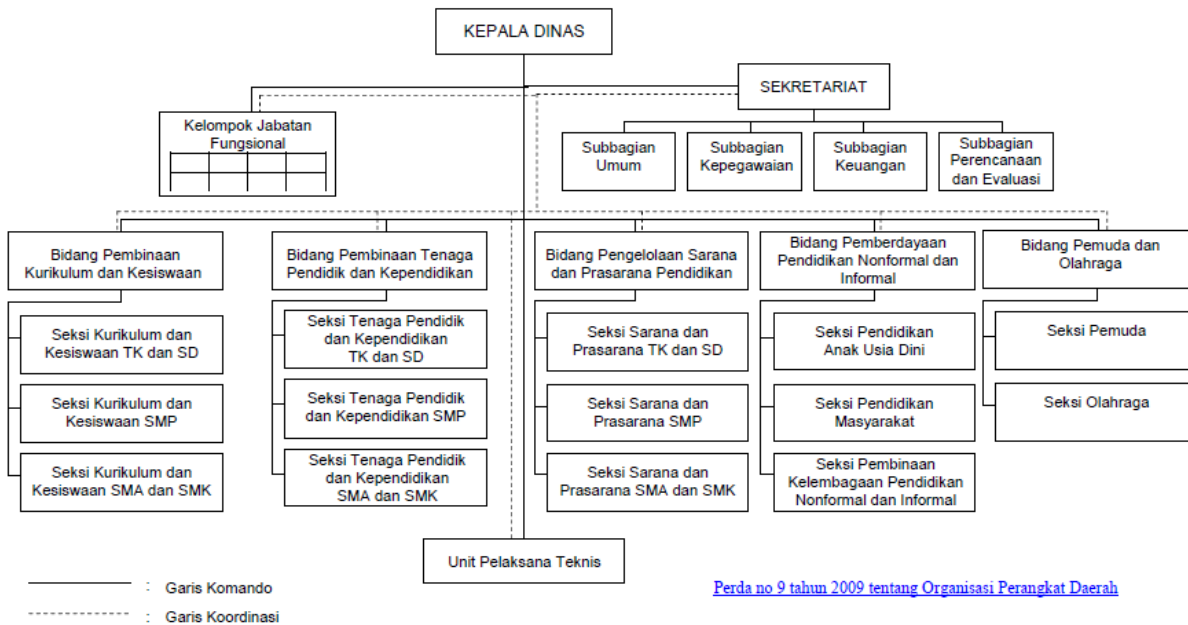 KEPALA DINAS
SEKRETARIAT
Kelompok Jabatan
Fungsional
Subbagian
Umum
Subbagian
Kepegawaian
Subbagian
Keuangan
Subbagian
Perencanaan
dan Evaluasi
Bidang Pembinaan
Kurikulum dan Kesiswaan
Bidang Pembinaan Tenaga
Pendidik dan Kependidikan
Bidang Pengelolaan Sarana
dan Prasarana Pendidikan
Bidang Pemberdayaan
Pendidikan Nonformal dan
Informal
Bidang Pemuda dan
Olahraga
Seksi Kurikulum dan
Kesiswaan TK dan SD
Seksi Kurikulum dan
Kesiswaan SMP
Seksi Kurikulum dan
Kesiswaan SMA dan SMK
Seksi Tenaga Pendidik
dan Kependidikan
TK dan SD
Seksi Tenaga Pendidik
dan Kependidikan SMP
Seksi Tenaga Pendidik
dan Kependidikan
SMA dan SMK
Seksi Sarana dan
Prasarana TK dan SD
Seksi Sarana dan
Prasarana SMP
Seksi Sarana dan
Prasarana SMA dan SMK
Seksi Pendidikan
Anak Usia Dini
Seksi Pendidikan
Masyarakat
Seksi Pembinaan
Kelembagaan Pendidikan
Nonformal dan Informal
Seksi Pemuda
Seksi Olahraga
Unit Pelaksana Teknis
: Garis Komando
: Garis Koordinasi
Perda no 9 tahun 2009 tentang Organisasi Perangkat Daerah